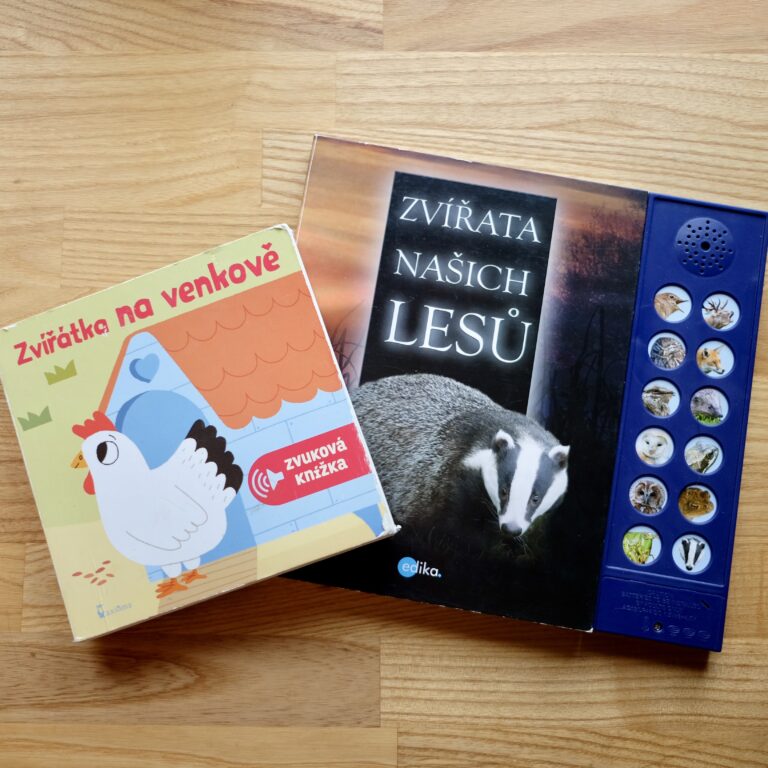 Zvířátka na venkově
ZVUKOVÁ
KNÍŽKA
ZVÍŘATA
NAŠICH
LESŮ
edika.